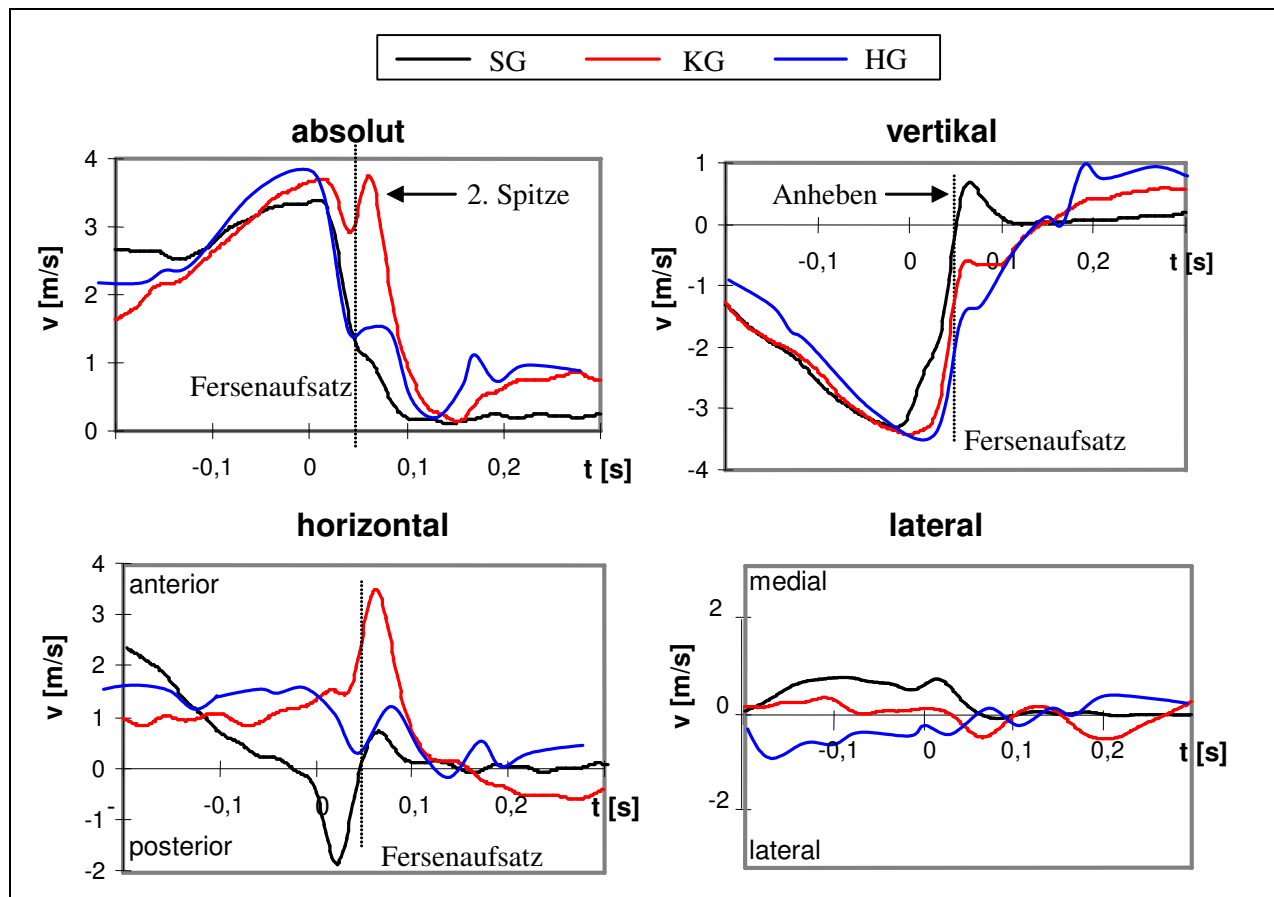 SG KG HG
absolut
v [m/s]
4
3
2
1
0
-0,1 0 0,1 0,2 t [s]
2. Spitze
Fersenaufsatz
vertikal
v [m/s]
1
0
-1
-2
-3
-4
-0,1 0 0,1 0,2 t [s]
Anheben
Fersenaufsatz
horizontal
v [m/s]
4
3
2
1
0
-1
-2
anterior
- -0,1 0 0,1 0,2 t [s]
posterior
Fersenaufsatz
lateral
v [m/s]
medial
2
0
-2
-0,1 0 0,1 0,2 t [s]
lateral